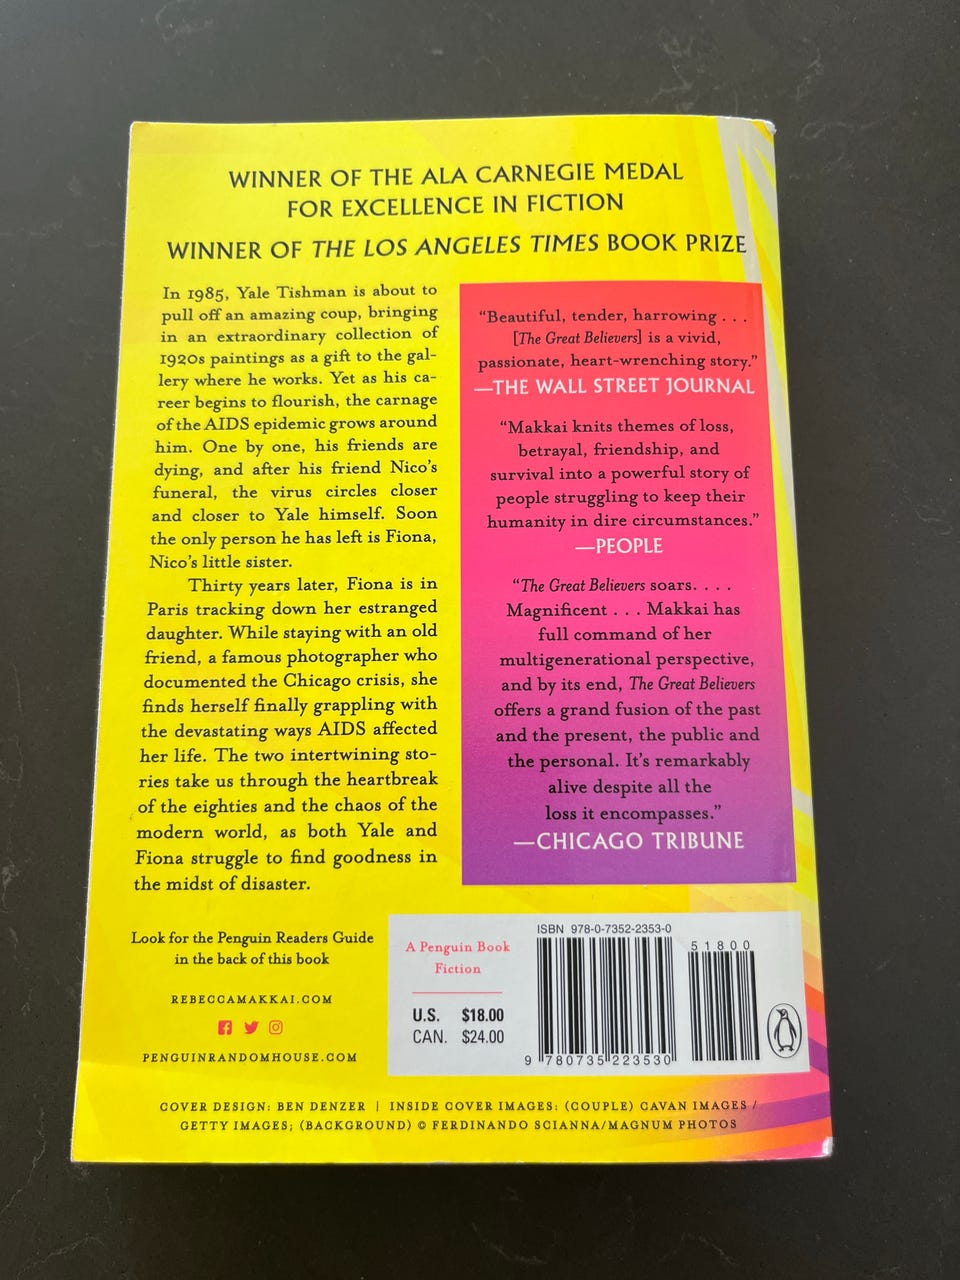 WINNER OF THE ALA CARNEGIE MEDAL
FOR EXCELLENCE IN FICTION
WINNER OF THE LOS ANGELES TIMES BOOK PRIZE
In 1985, Yale Tishman is about to
pull off an amazing coup, bringing
in an extraordinary collection of
1920s paintings as a gift to the gal-
lery where he works. Yet as his ca-
reer begins to flourish, the carnage
of the AIDS epidemic grows around
him. One by one, his friends are
dying, and after his friend Nico’s
funeral, the virus circles closer
and closer to Yale himself. Soon
the only person he has left is Fiona,
Nico’s little sister.
Thirty years later, Fiona is in
Paris tracking down her estranged
daughter. While staying with an old
friend, a famous photographer who
documented the Chicago crisis, she
finds herself finally grappling with
the devastating ways AIDS affected
her life. The two intertwining sto-
ries take us through the heartbreak
of the eighties and the chaos of the
modern world, as both Yale and
Fiona struggle to find goodness in
the midst of disaster.
“Beautiful, tender, harrowing . . .
[The Great Believers] is a vivid,
passionate, heart-wrenching story.”
—THE WALL STREET JOURNAL
“Makkai knits themes of loss,
betrayal, friendship, and
survival into a powerful story of
people struggling to keep their
humanity in dire circumstances.”
—PEOPLE
“The Great Believers soars. . . .
Magnificent . . . Makkai has
full command of her
multigenerational perspective,
and by its end, The Great Believers
offers a grand fusion of the past
and the present, the public and
the personal. It’s remarkably
alive despite all the
loss it encompasses.”
—CHICAGO TRIBUNE
Look for the Penguin Readers Guide
in the back of this book
REBECCAMAKKAI.COM
PENGUINRANDOMHOUSE.COM
A Penguin Book
Fiction
U.S. $18.00
CAN. $24.00
ISBN 978-0-7352-2353-0
51800
9 780735 223530
COVER DESIGN: BEN DENZER | INSIDE COVER IMAGES: (COUPLE) CAVAN IMAGES /
GETTY IMAGES; (BACKGROUND) © FERDINANDO SCIANNA/MAGNUM PHOTOS